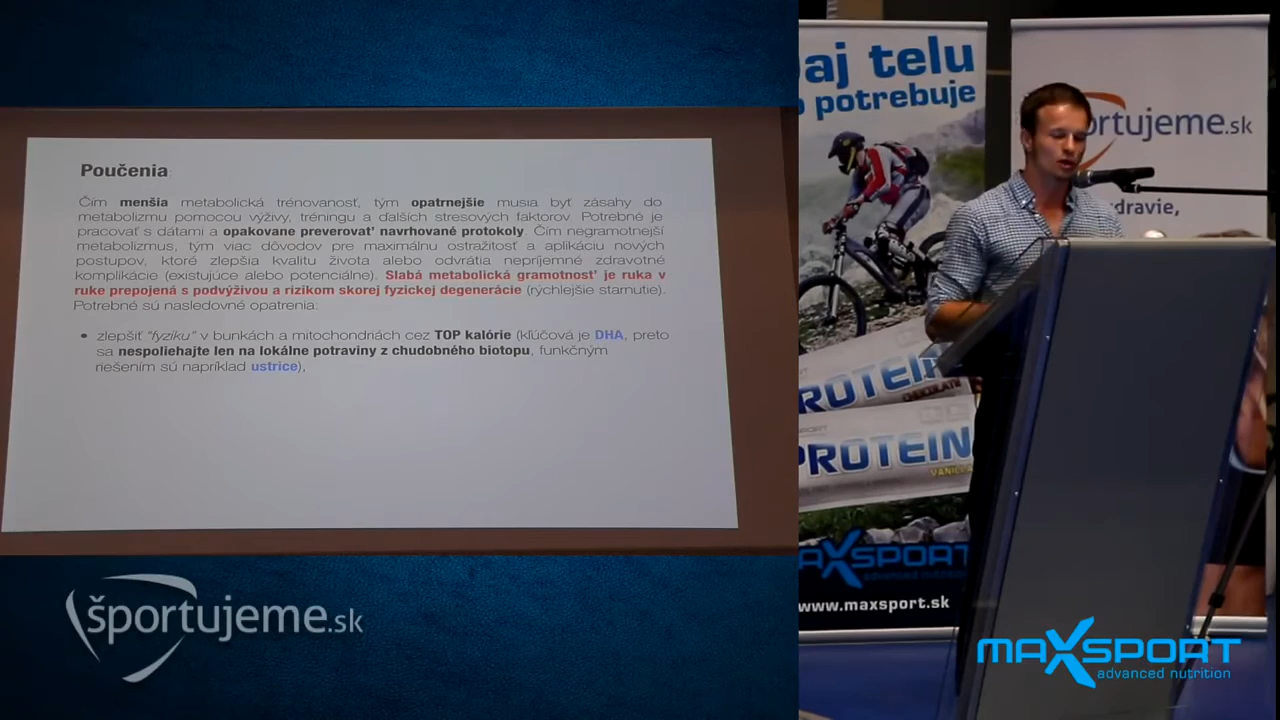 Poučenia
Čím menšia metabolická trénovanosť, tým opatrnejšie musia byť zásahy do
metabolizmu pomocou výživy, tréningu a ďalších stresových faktorov. Potrebné je
pracovať s dátami a opakovane preverovať navrhované protokoly. Čím negramotnejší
metabolizmus, tým viac dôvodov pre maximálnu ostražitosť a aplikáciu nových
postupov, ktoré zlepšia kvalitu života alebo odvrátia nepríjemné zdravotné
komplikácie (existujúce alebo potenciálne). Slabá metabolická gramotnosť je ruka v
ruke prepojená s podvýživou a rizikom skorej fyzickej degenerácie (rýchlejšie starnutie).
Potrebné sú nasledovné opatrenia:
• zlepšiť "fyziku" v bunkách a mitochondriách cez TOP kalórie (kľúčová je DHA, preto
sa nespoliehajte len na lokálne potraviny z chudobného biotopu, funkčným
riešením sú napríklad ustrice),
športujeme.sk
aj telu
potrebuje
PROTEIN
CHOCOLATE
PROTEIN
VANILLA
MAXSPORT
advanced nutrition
www.maxsport.sk
portujeme.sk
zdravie,
MAXSPORT
advanced nutrition